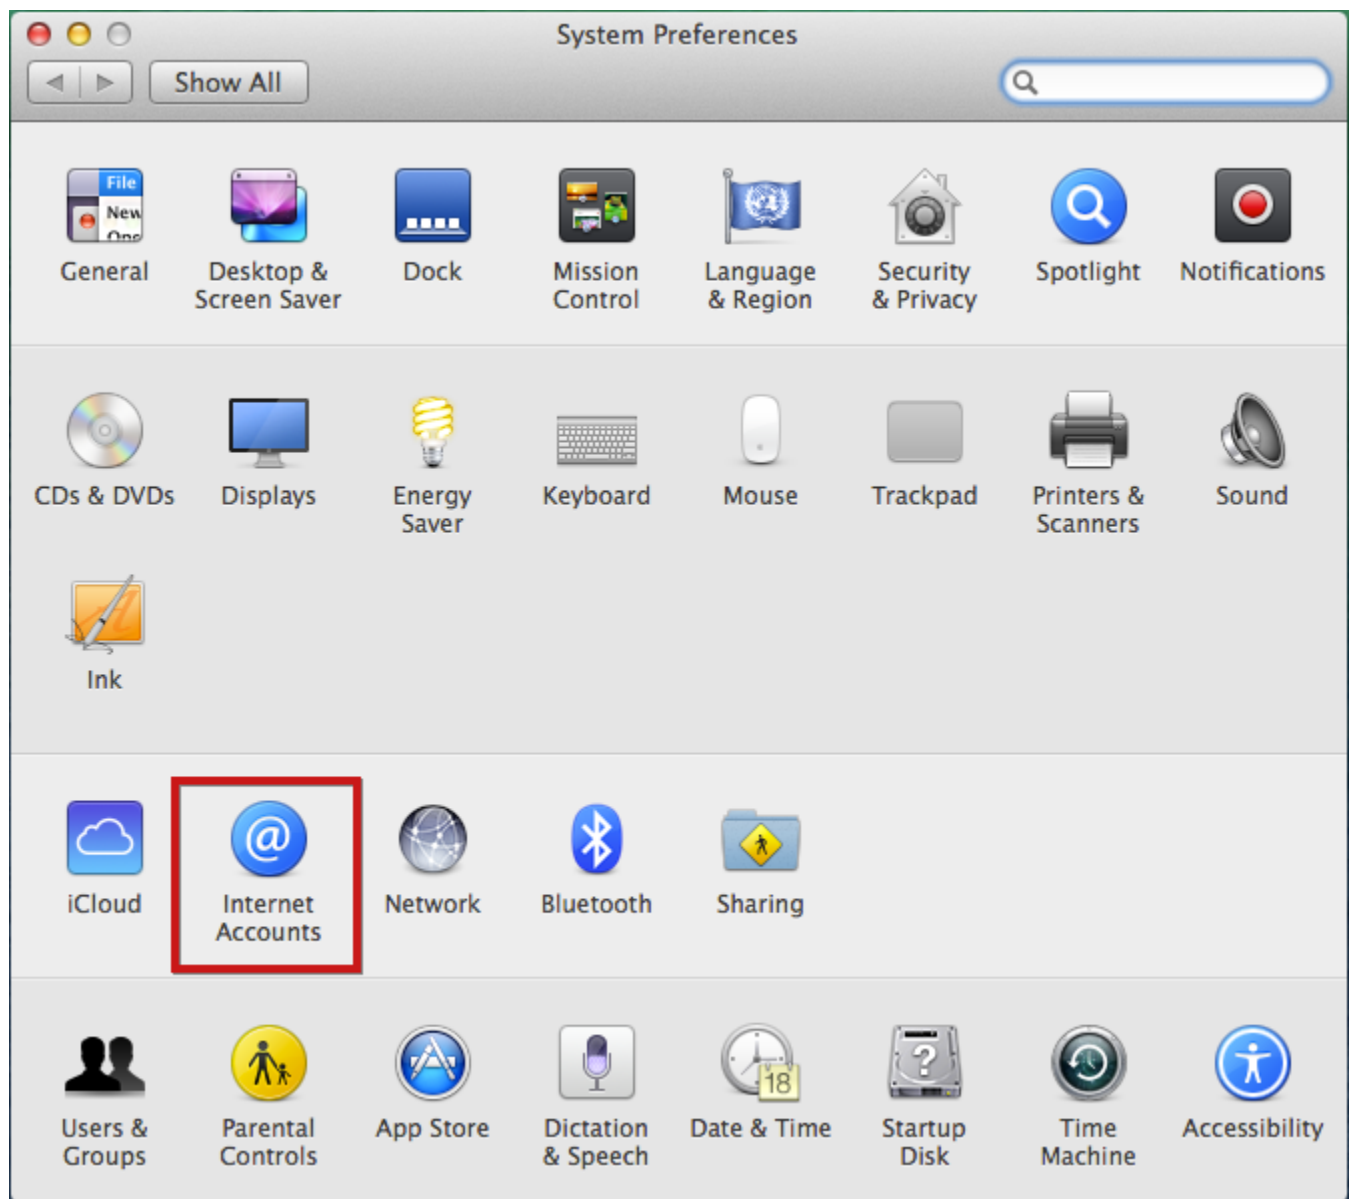 System Preferences
Show All
File
New
General
Desktop &
Screen Saver
Dock
Mission
Control
Language
& Region
Security
& Privacy
Spotlight
Notifications
CDs & DVDs
Displays
Energy
Saver
Keyboard
Mouse
Trackpad
Printers &
Scanners
Sound
Ink
iCloud
@
Internet
Accounts
Network
Bluetooth
Sharing
18
?
Users &
Groups
Parental
Controls
App Store
Dictation
& Speech
Date & Time
Startup
Disk
Time
Machine
Accessibility